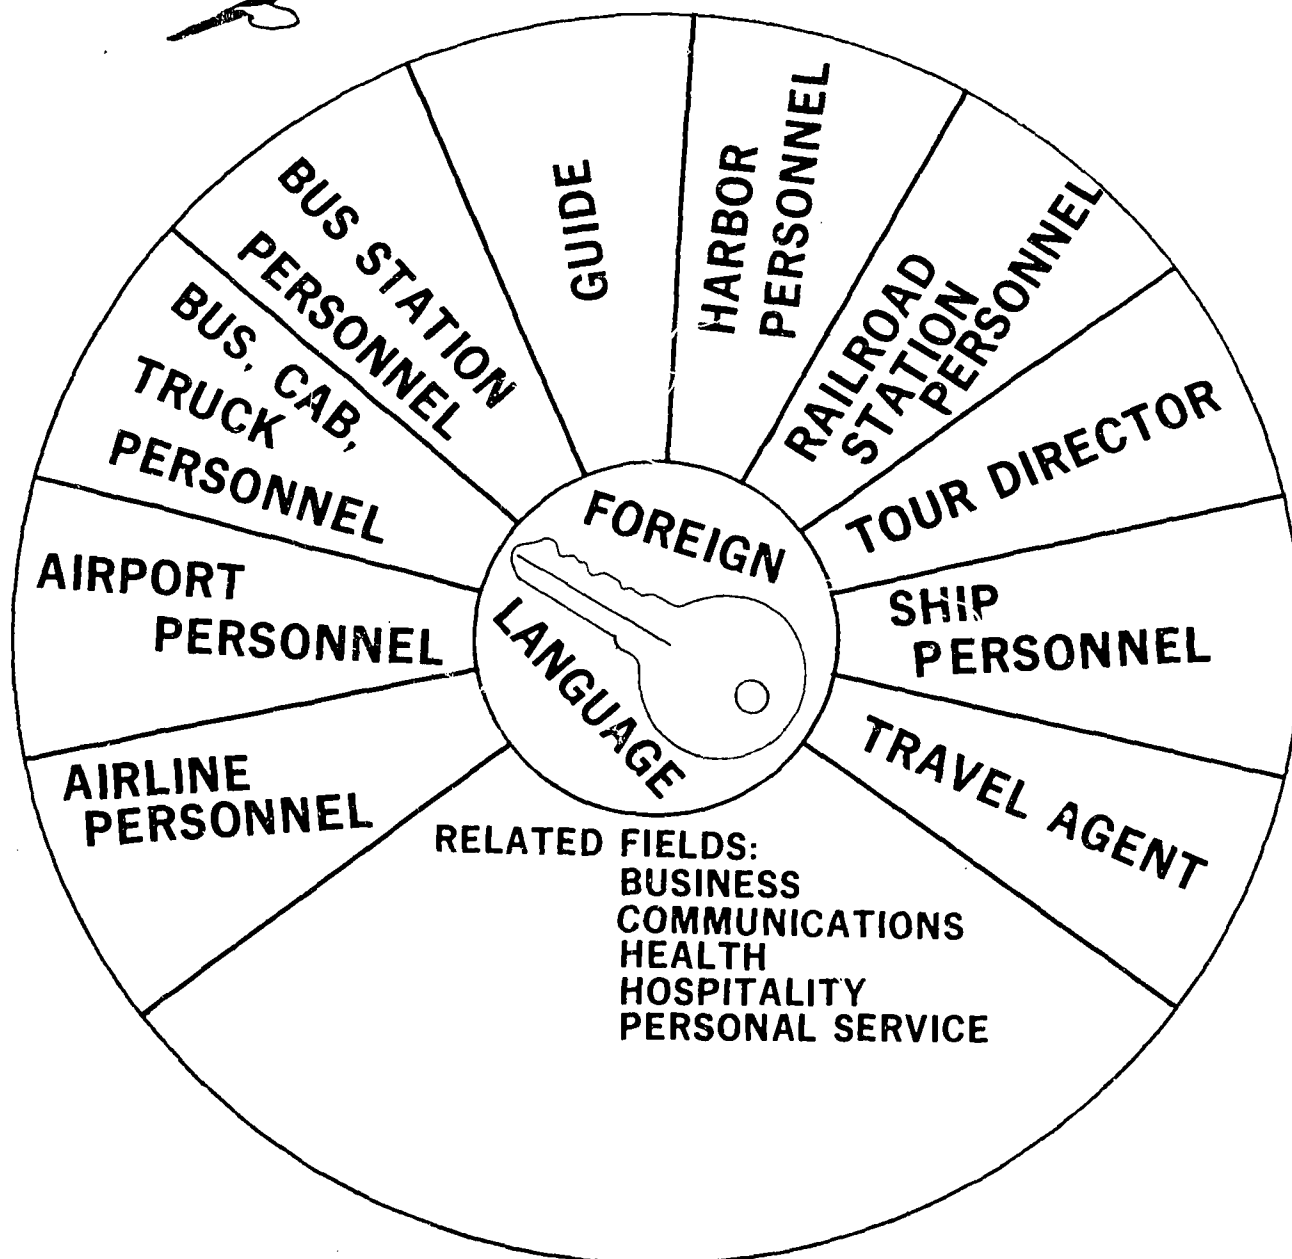 FOREIGN
LANGUAGE
AIRLINE
PERSONNEL
AIRPORT
PERSONNEL
BUS, CAB,
TRUCK
PERSONNEL
BUS STATION
PERSONNEL
GUIDE
HARBOR
PERSONNEL
RAILROAD
STATION
PERSONNEL
TOUR DIRECTOR
SHIP
PERSONNEL
TRAVEL AGENT
RELATED FIELDS:
BUSINESS
COMMUNICATIONS
HEALTH
HOSPITALITY
PERSONAL SERVICE